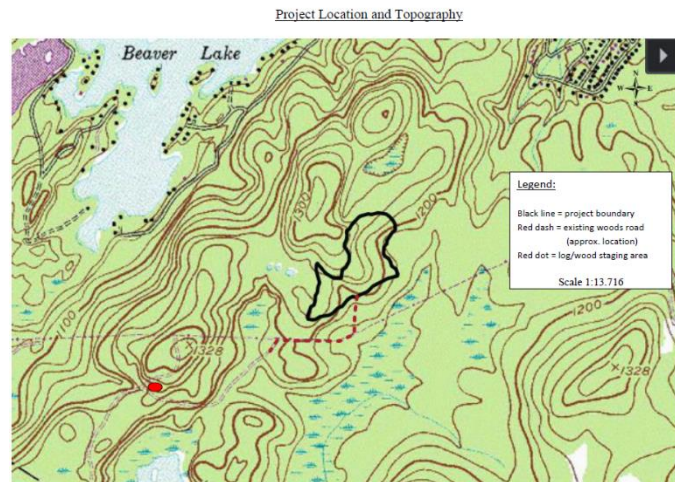 Project Location and Topography
Beaver Lake
N
W E
S
1300
1200
Legend:
Black line = project boundary
Red dash = existing woods road
(approx. location)
Red dot = log/wood staging area
Scale 1:13.716
1200
1100
×1328
×1328